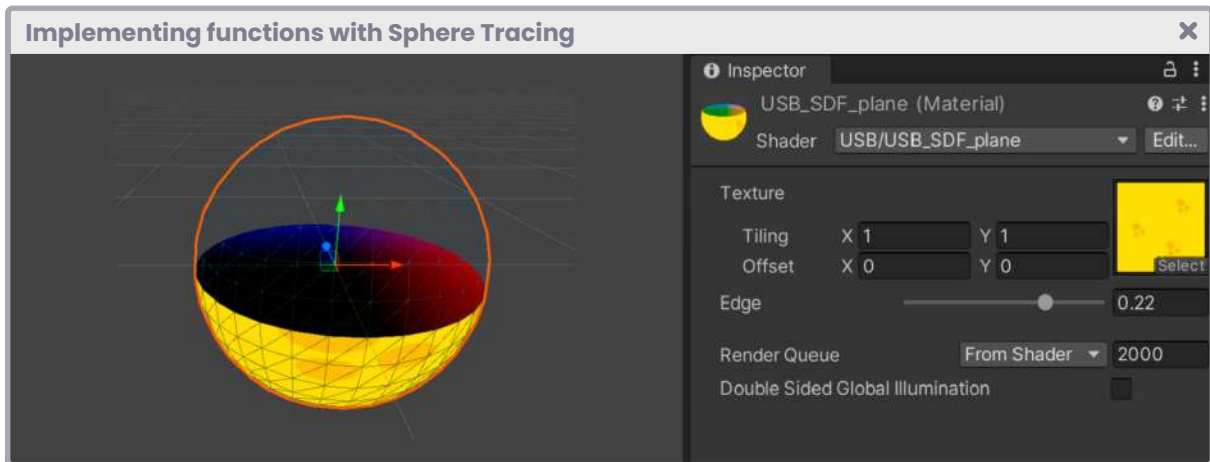 Implementing functions with Sphere Tracing
Inspector
USB_SDF_plane (Material)
Shader USB/USB_SDF_plane Edit...
Texture
Tiling X 1 Y 1
Offset X 0 Y 0
Select
Edge 0.22
Render Queue From Shader 2000
Double Sided Global Illumination